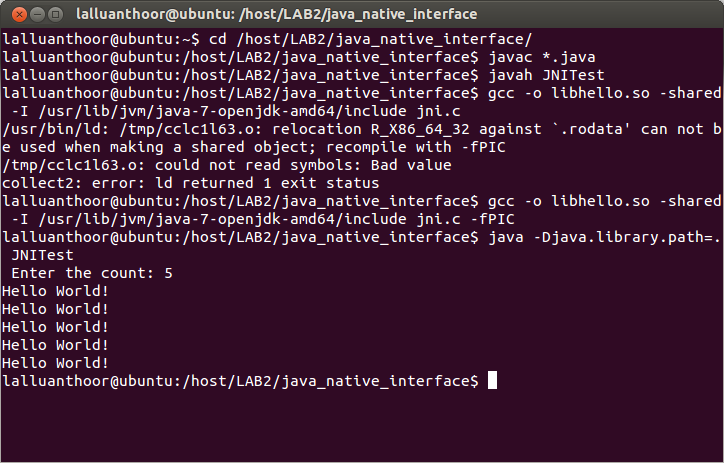 lalluanthoor@ubuntu: /host/LAB2/java_native_interface
lalluanthoor@ubuntu:~$ cd /host/LAB2/java_native_interface/
lalluanthoor@ubuntu:/host/LAB2/java_native_interface$ javac *.java
lalluanthoor@ubuntu:/host/LAB2/java_native_interface$ javah JNITest
lalluanthoor@ubuntu:/host/LAB2/java_native_interface$ gcc -o libhello.so -shared
 -I /usr/lib/jvm/java-7-openjdk-amd64/include jni.c
/usr/bin/ld: /tmp/cclc1l63.o: relocation R_X86_64_32 against `.rodata' can not b
e used when making a shared object; recompile with -fPIC
/tmp/cclc1l63.o: could not read symbols: Bad value
collect2: error: ld returned 1 exit status
lalluanthoor@ubuntu:/host/LAB2/java_native_interface$ gcc -o libhello.so -shared
 -I /usr/lib/jvm/java-7-openjdk-amd64/include jni.c -fPIC
lalluanthoor@ubuntu:/host/LAB2/java_native_interface$ java -Djava.library.path=.
 JNITest
 Enter the count: 5
Hello World!
Hello World!
Hello World!
Hello World!
Hello World!
lalluanthoor@ubuntu:/host/LAB2/java_native_interface$